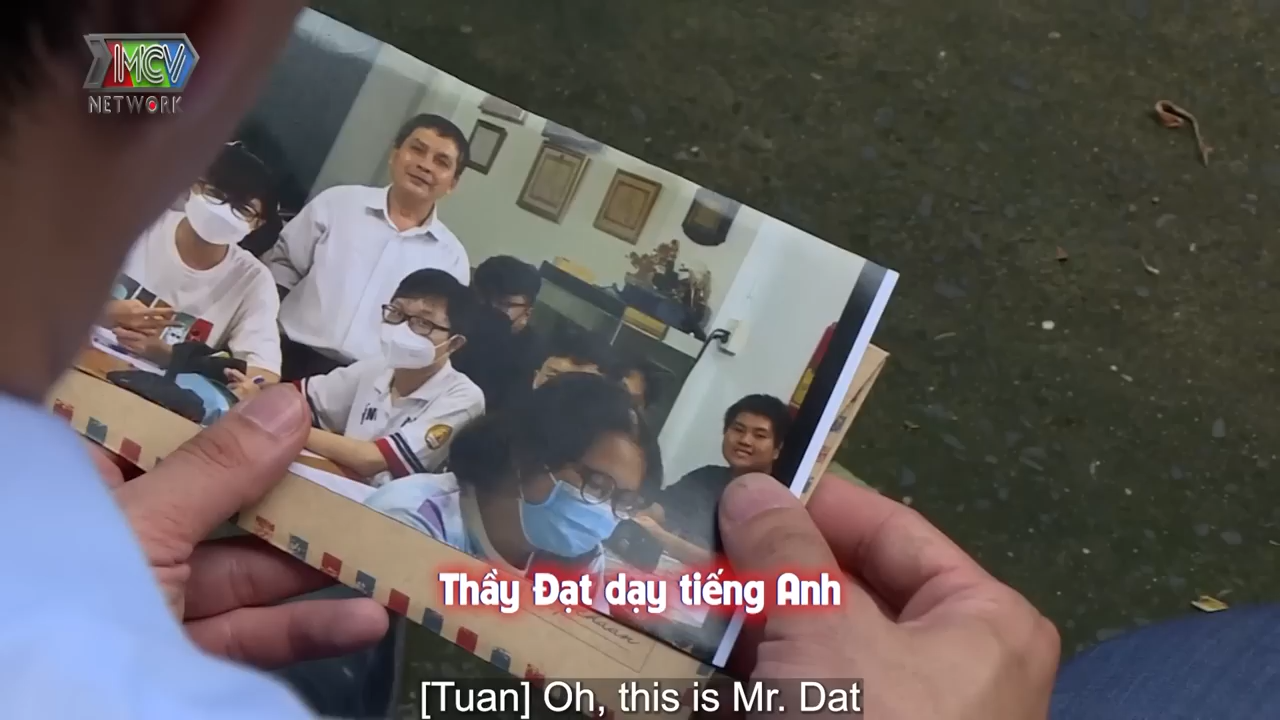 MCV
NETWORK
Thầy Đạt dạy tiếng Anh
[Tuan] Oh, this is Mr. Dat